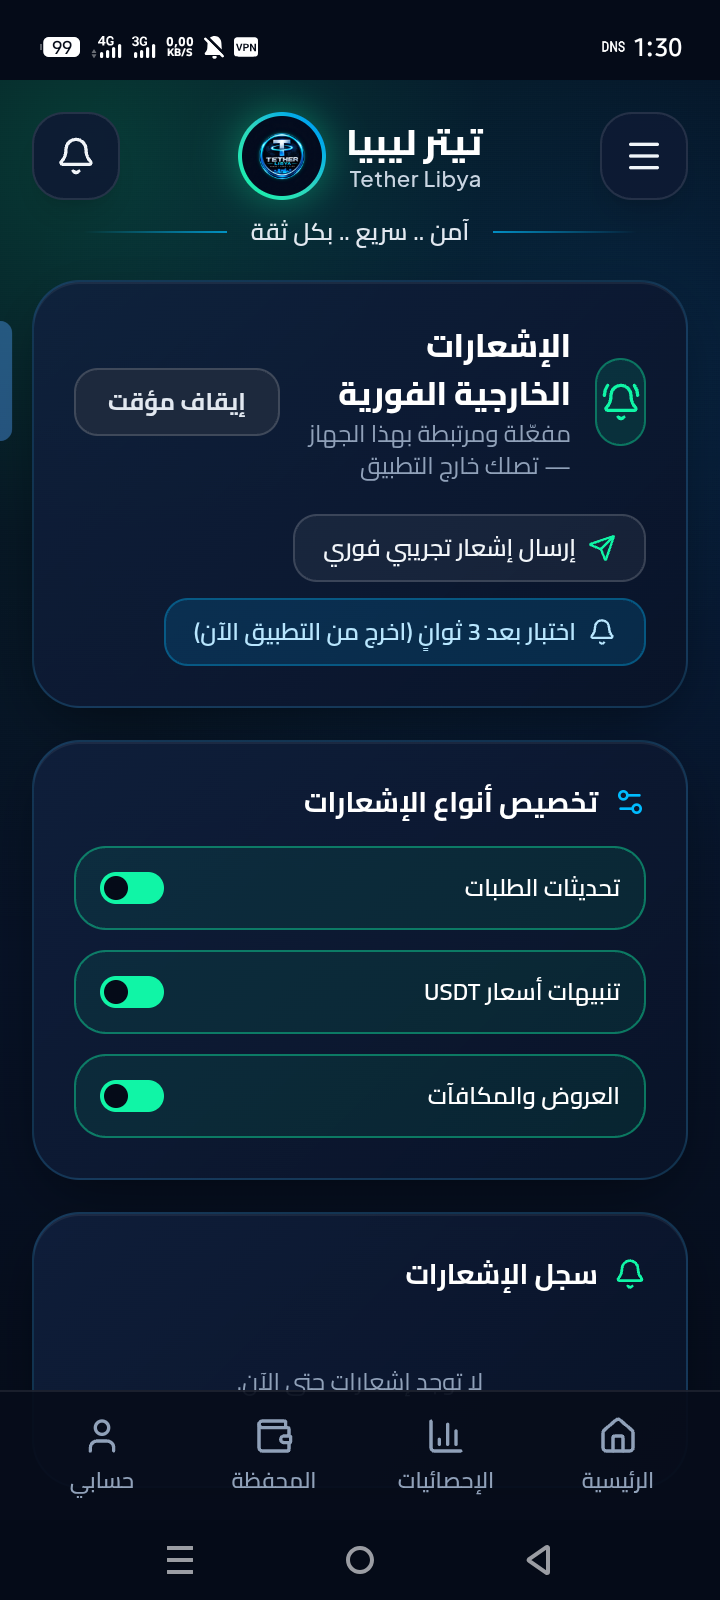 99 4G 3G 0,00 KB/S VPN DNS 1:30
تيتر ليبيا
Tether Libya
TETHER
آمن .. سريع .. بكل ثقة
الإشعارات
الخارجية الفورية
مفعّلة ومرتبطة بهذا الجهاز
— تصلك خارج التطبيق
إيقاف مؤقت
إرسال إشعار تجريبي فوري
اختبار بعد 3 ثوانٍ (اخرج من التطبيق الآن)
تخصيص أنواع الإشعارات
تحديثات الطلبات
تنبيهات أسعار USDT
العروض والمكافآت
سجل الإشعارات
لا توجد إشعارات حتى الآن.
الرئيسية
الإحصائيات
المحفظة
حسابي